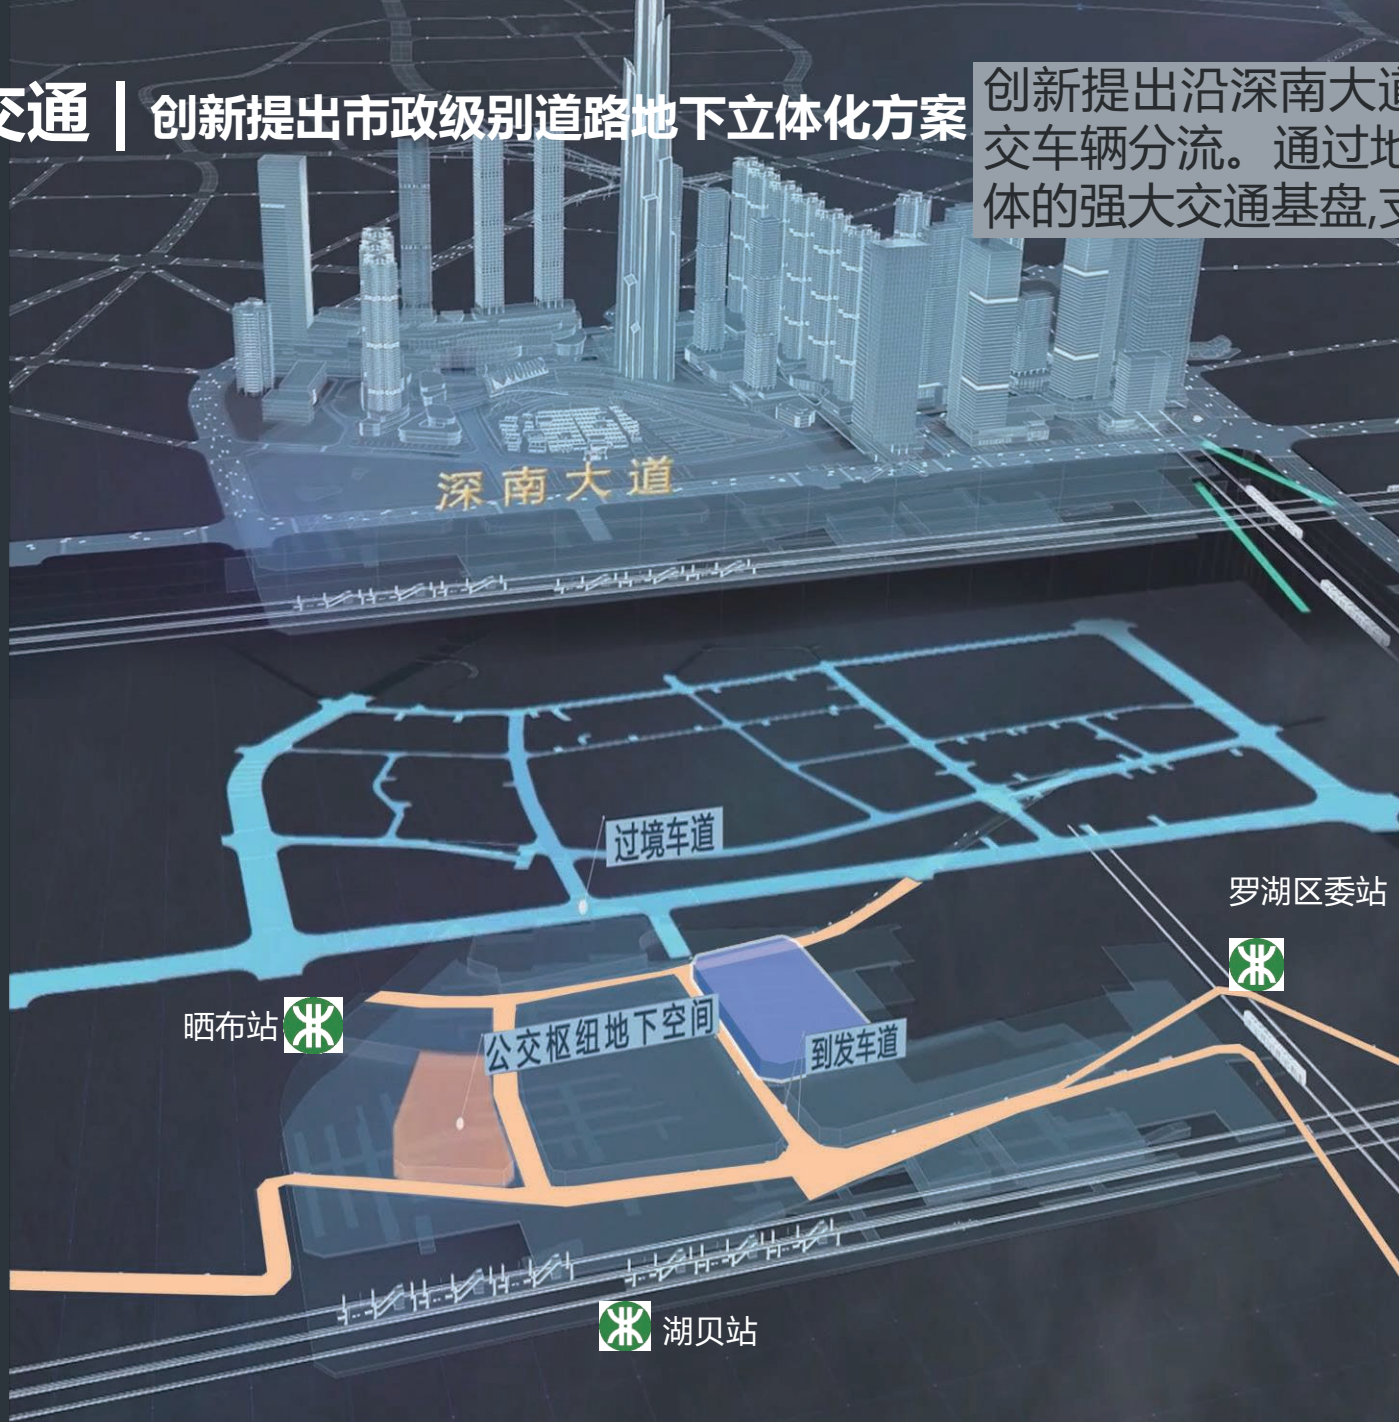 交通 | 创新提出市政级别道路地下立体化方案
创新提出沿深南大道
交车辆分流。通过地
体的强大交通基盘,支
深南大道
过境车道
罗湖区委站
晒布站
公交枢纽地下空间
到发车道
湖贝站